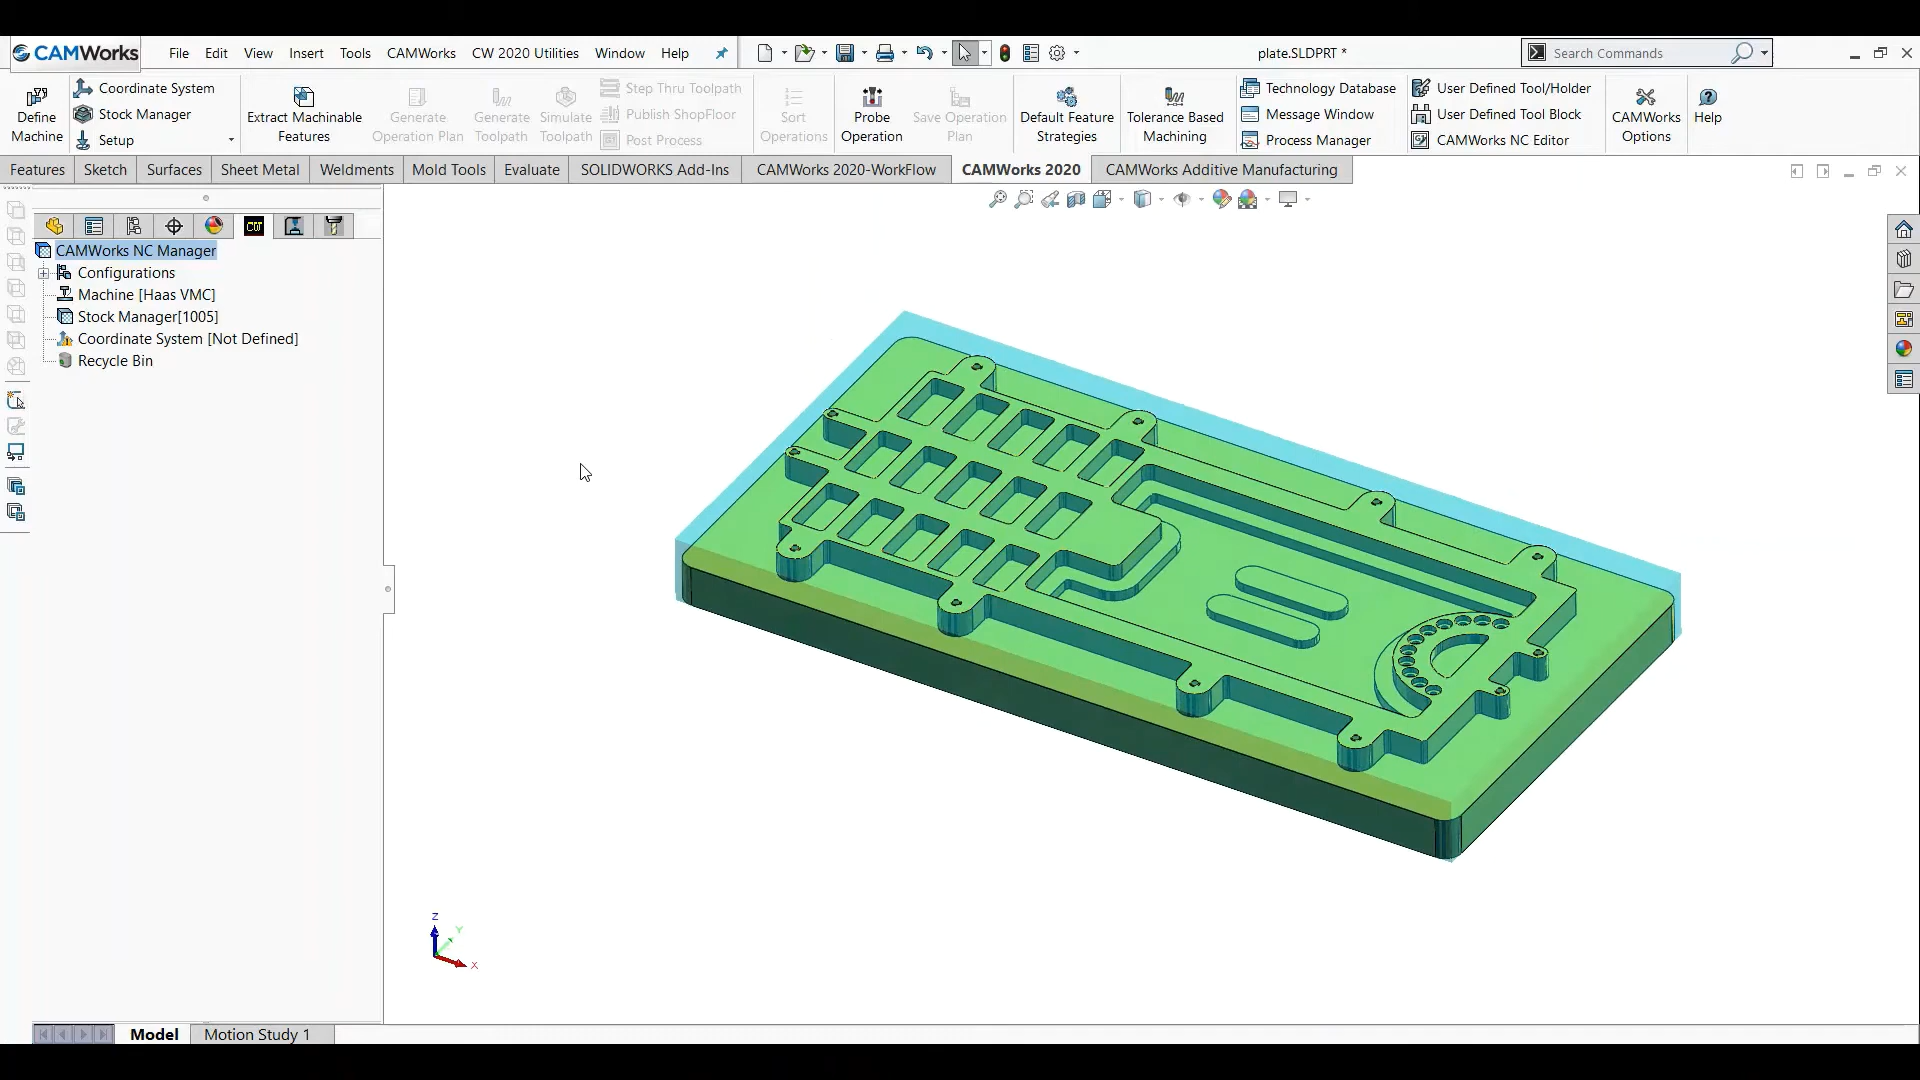 CAMWorks File Edit View Insert Tools CAMWorks CW 2020 Utilities Window Help plate.SLDPRT * Search Commands
Define Machine
Coordinate System
Stock Manager
Setup
Extract Machinable Features
Generate Operation Plan
Generate Toolpath
Simulate Toolpath
Step Thru Toolpath
Publish ShopFloor
Post Process
Sort Operations
Probe Operation
Save Operation Plan
Default Feature Strategies
Tolerance Based Machining
Technology Database
Message Window
Process Manager
User Defined Tool/Holder
User Defined Tool Block
CAMWorks NC Editor
CAMWorks Options
Help
Features Sketch Surfaces Sheet Metal Weldments Mold Tools Evaluate SOLIDWORKS Add-Ins CAMWorks 2020-WorkFlow CAMWorks 2020 CAMWorks Additive Manufacturing
CW
CAMWorks NC Manager
Configurations
Machine [Haas VMC]
Stock Manager[1005]
Coordinate System [Not Defined]
Recycle Bin
Z
Y
X
Model Motion Study 1